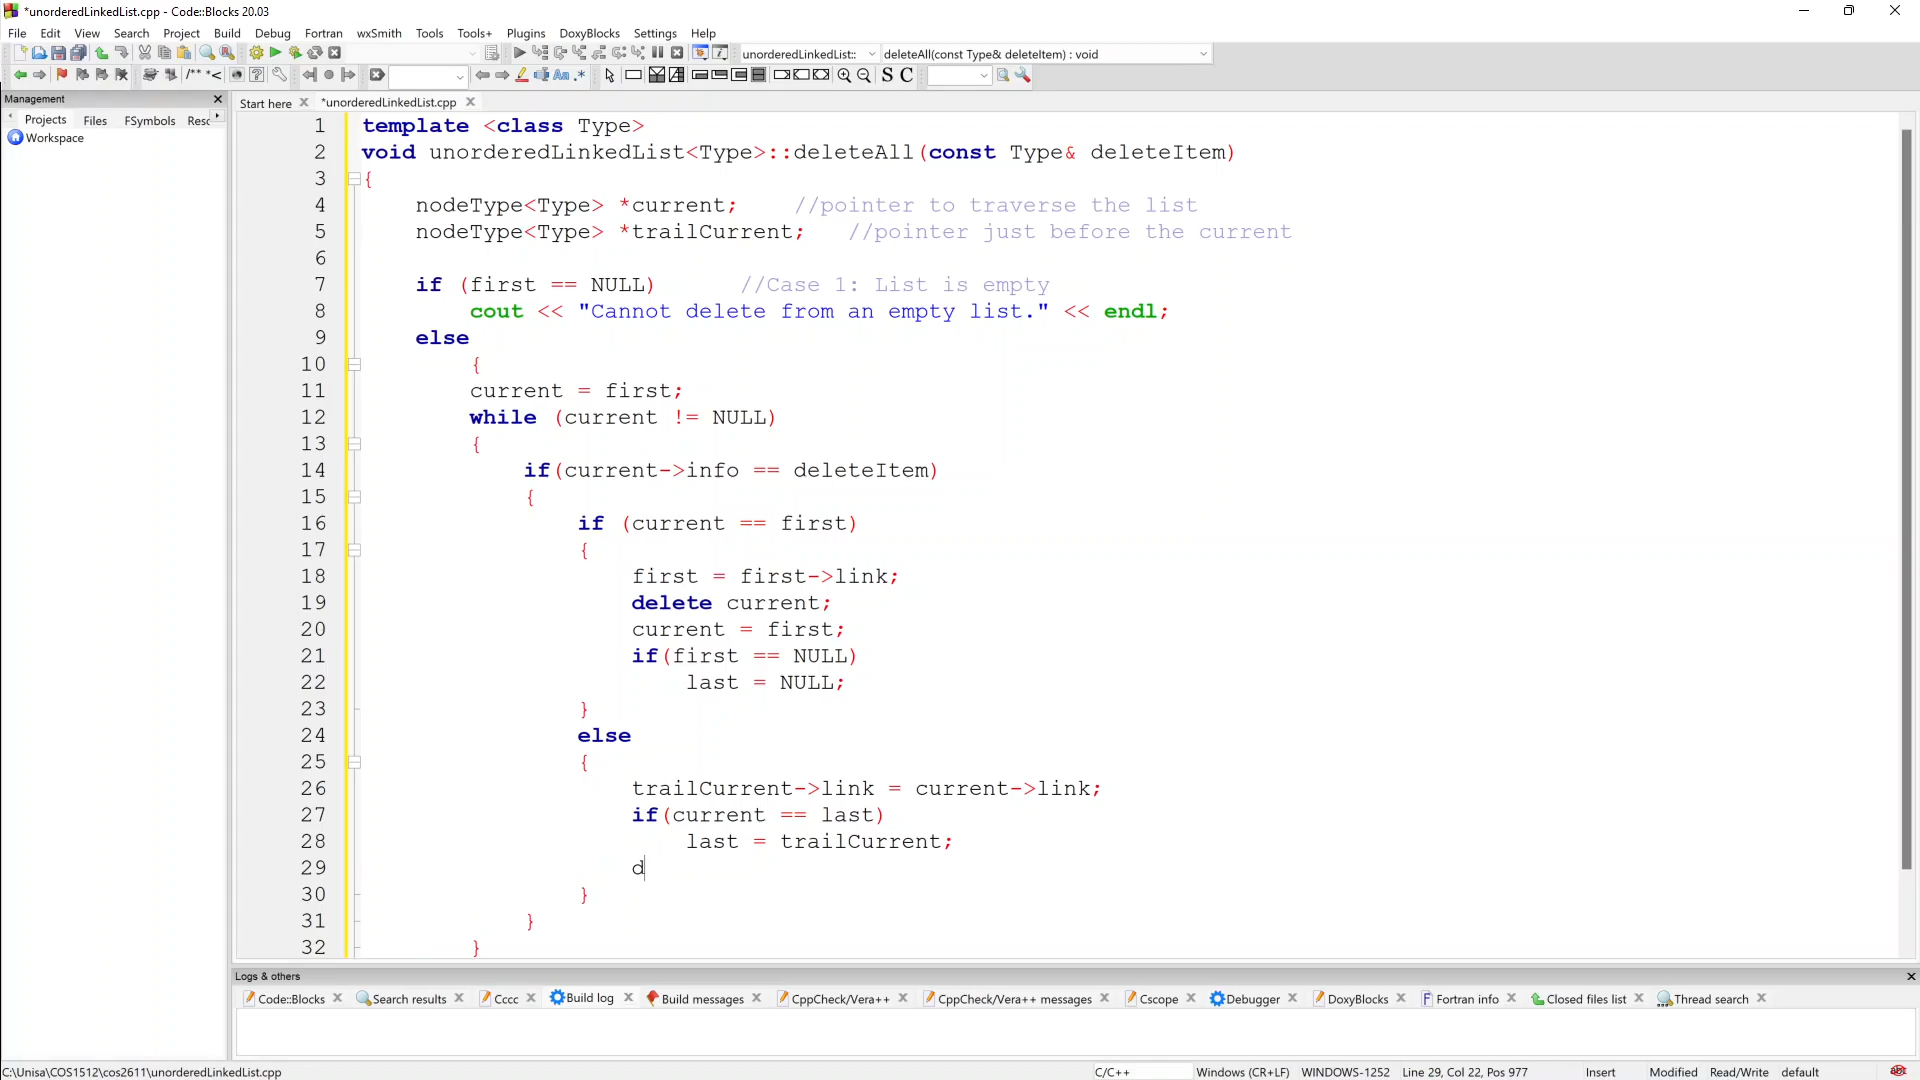 *unorderedLinkedList.cpp - Code::Blocks 20.03
File Edit View Search Project Build Debug Fortran wxSmith Tools Tools+ Plugins DoxyBlocks Settings Help
unorderedLinkedList:: deleteAll(const Type& deleteItem) : void
/** *< ? Aa .* S C
Management
Start here *unorderedLinkedList.cpp
Projects Files FSymbols Resc
Workspace
1 template <class Type>
2 void unorderedLinkedList<Type>::deleteAll(const Type& deleteItem)
3 {
4 nodeType<Type> *current; //pointer to traverse the list
5 nodeType<Type> *trailCurrent; //pointer just before the current
6
7 if (first == NULL) //Case 1: List is empty
8 cout << "Cannot delete from an empty list." << endl;
9 else
10 {
11 current = first;
12 while (current != NULL)
13 {
14 if(current->info == deleteItem)
15 {
16 if (current == first)
17 {
18 first = first->link;
19 delete current;
20 current = first;
21 if(first == NULL)
22 last = NULL;
23 }
24 else
25 {
26 trailCurrent->link = current->link;
27 if(current == last)
28 last = trailCurrent;
29 d
30 }
31 }
32 }
Logs & others
Code::Blocks Search results Cccc Build log Build messages CppCheck/Vera++ CppCheck/Vera++ messages Cscope Debugger DoxyBlocks Fortran info Closed files list Thread search
C:\Unisa\COS1512\cos2611\unorderedLinkedList.cpp C/C++ Windows (CR+LF) WINDOWS-1252 Line 29, Col 22, Pos 977 Insert Modified Read/Write default